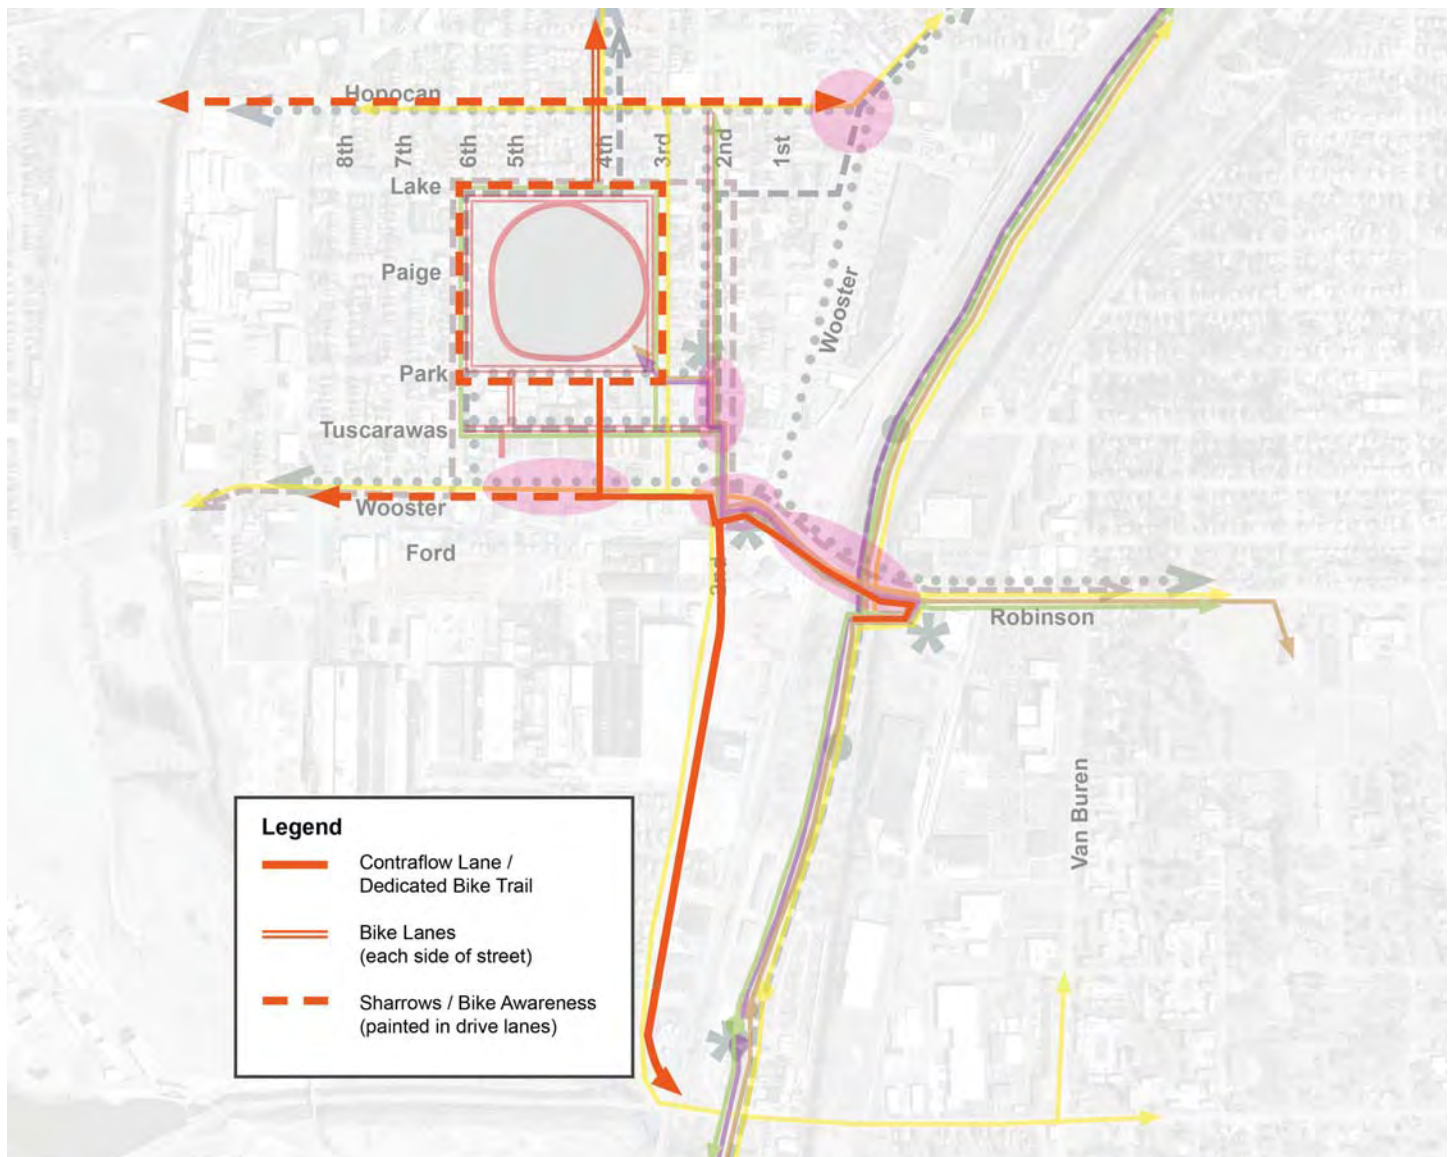 Hopocan
8th
7th
6th
5th
4th
3rd
2nd
1st
Lake
Paige
Wooster
Park
Tuscarawas
Wooster
Ford
2nd
Robinson
Van Buren
Legend
Contraflow Lane /
Dedicated Bike Trail
Bike Lanes
(each side of street)
Sharrows / Bike Awareness
(painted in drive lanes)